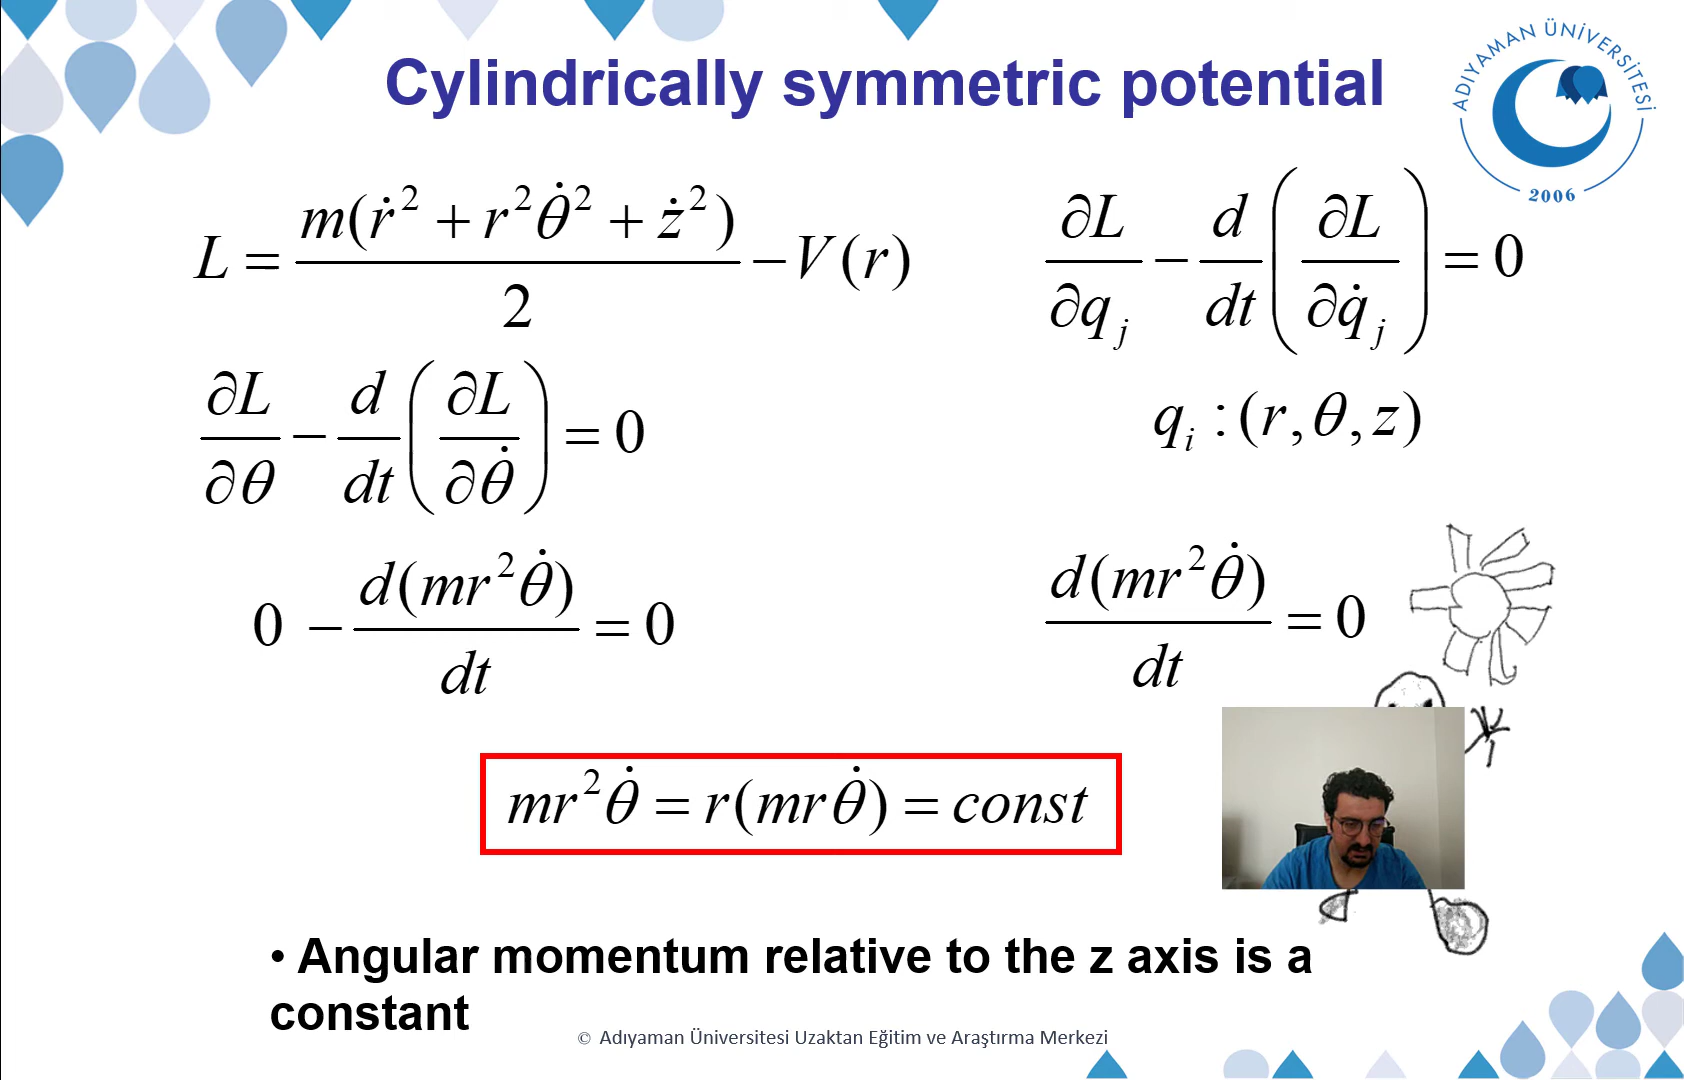 Cylindrically symmetric potential
ADIYAMAN ÜNİVERSİTESİ
2006
L = m(ṙ² + r²θ̇² + ż²)/2 − V(r)
∂L/∂q_j − d/dt(∂L/∂q̇_j) = 0
∂L/∂θ − d/dt(∂L/∂θ̇) = 0
q_i : (r, θ, z)
0 − d(mr²θ̇)/dt = 0
d(mr²θ̇)/dt = 0
mr²θ̇ = r(mrθ̇) = const
• Angular momentum relative to the z axis is a
constant
© Adıyaman Üniversitesi Uzaktan Eğitim ve Araştırma Merkezi